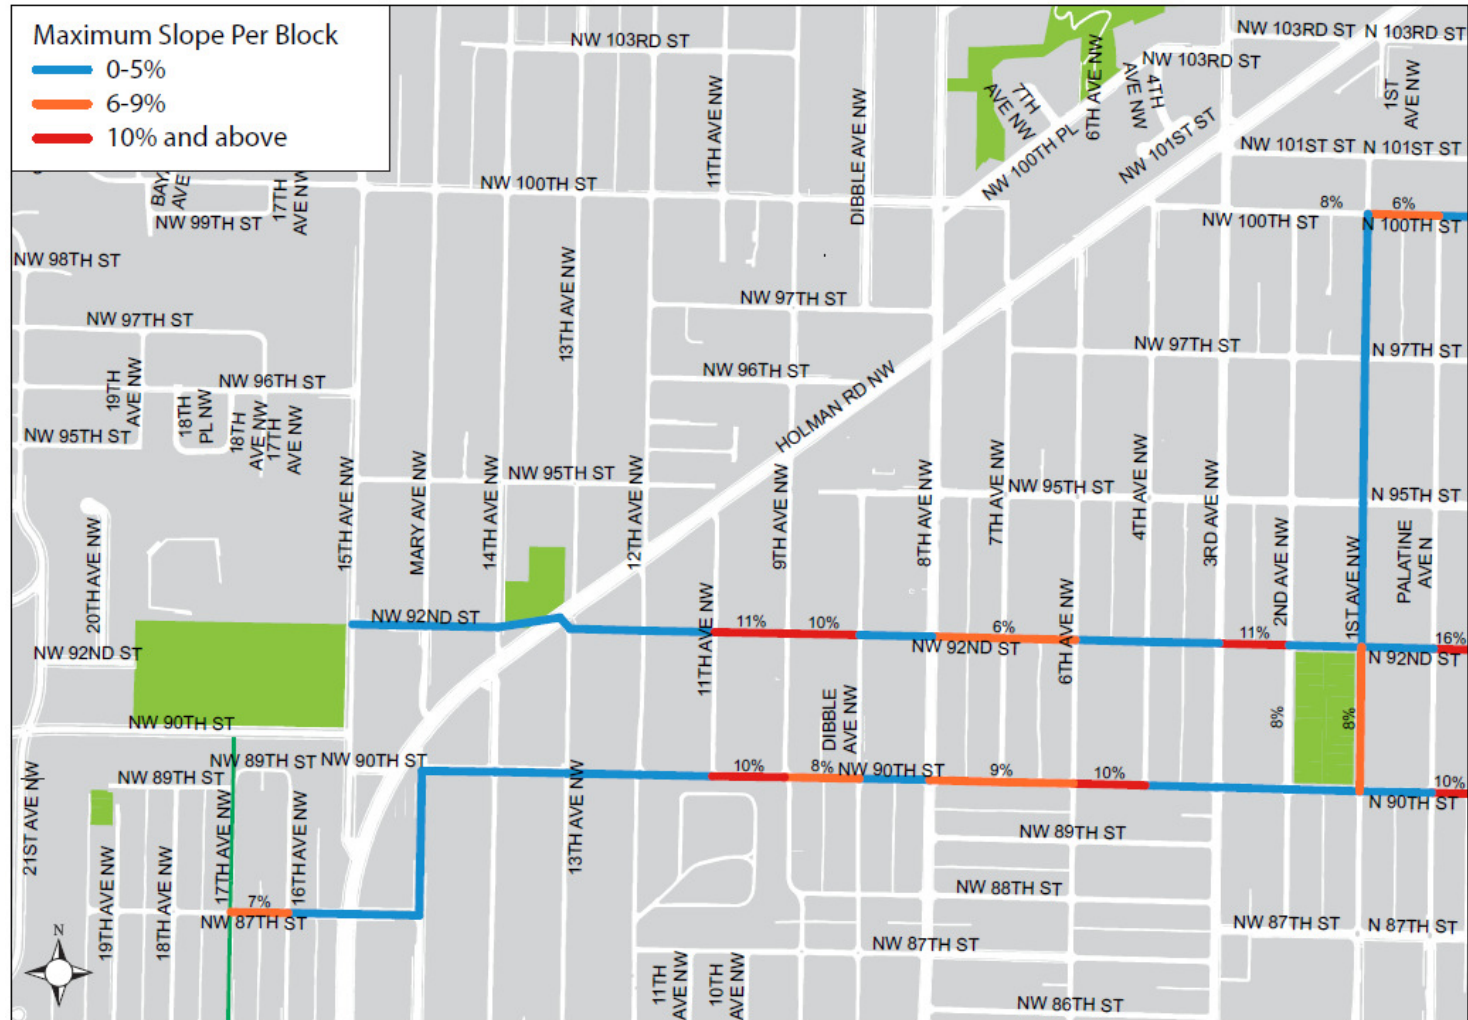 Maximum Slope Per Block
0-5%
6-9%
10% and above
NW 103RD ST
NW 103RD ST
N 103RD ST
NW 103RD ST
7TH
AVE NW
6TH AVE NW
4TH
AVE NW
1ST
AVE NW
11TH AVE NW
DIBBLE AVE NW
NW 100TH PL
NW 101ST ST
NW 101ST ST
N 101ST ST
AVE
17TH
AVE NW
NW 100TH ST
NW 99TH ST
8%
6%
NW 100TH ST
N 100TH ST
NW 98TH ST
13TH AVE NW
NW 97TH ST
NW 97TH ST
NW 97TH ST
N 97TH ST
NW 96TH ST
NW 96TH ST
19TH
AVE NW
18TH
PL NW
18TH
AVE NW
17TH
AVE NW
HOLMAN RD NW
NW 95TH ST
NW 95TH ST
NW 95TH ST
N 95TH ST
15TH AVE NW
MARY AVE NW
14TH AVE NW
12TH AVE NW
9TH AVE NW
8TH AVE NW
7TH AVE NW
4TH AVE NW
3RD AVE NW
2ND AVE NW
1ST AVE NW
PALATINE
AVE N
20TH AVE NW
NW 92ND ST
11TH AVE NW
11%
10%
6%
11%
16%
NW 92ND ST
NW 92ND ST
N 92ND ST
6TH AVE NW
DIBBLE
AVE NW
8%
8%
NW 90TH ST
NW 89TH ST
NW 90TH ST
NW 89TH ST
10%
8%
NW 90TH ST
9%
10%
10%
N 90TH ST
21ST AVE NW
17TH AVE NW
16TH AVE NW
13TH AVE NW
NW 89TH ST
19TH AVE NW
18TH AVE NW
7%
NW 87TH ST
NW 88TH ST
NW 87TH ST
NW 87TH ST
N 87TH ST
11TH
AVE NW
10TH
AVE NW
NW 86TH ST
N